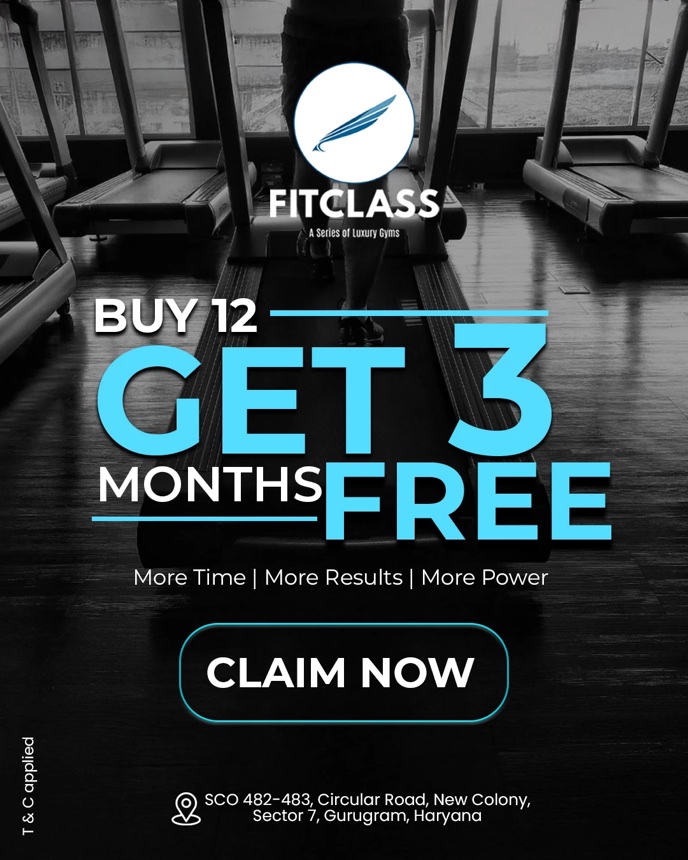 FITCLASS
A Series of Luxury Gyms
BUY 12
GET 3
MONTHS FREE
More Time | More Results | More Power
CLAIM NOW
T & C applied
SCO 482-483, Circular Road, New Colony,
Sector 7, Gurugram, Haryana